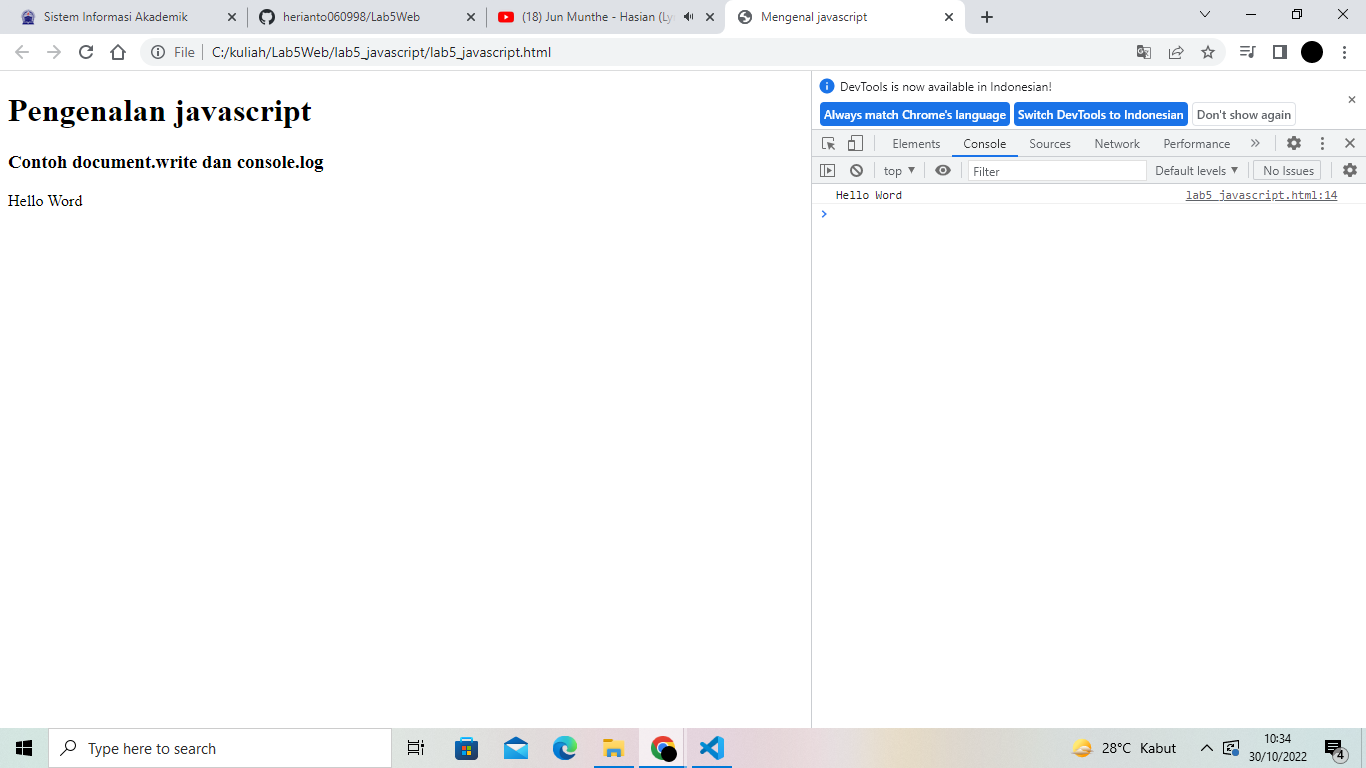 Sistem Informasi Akademik
herianto060998/Lab5Web
(18) Jun Munthe - Hasian (Ly
Mengenal javascript
File
C:/kuliah/Lab5Web/lab5_javascript/lab5_javascript.html
Pengenalan javascript
Contoh document.write dan console.log
Hello Word
DevTools is now available in Indonesian!
Always match Chrome's language Switch DevTools to Indonesian Don't show again
Elements Console Sources Network Performance
top Filter Default levels No Issues
Hello Word lab5_javascript.html:14
Type here to search
28°C Kabut
10:34
30/10/2022
4